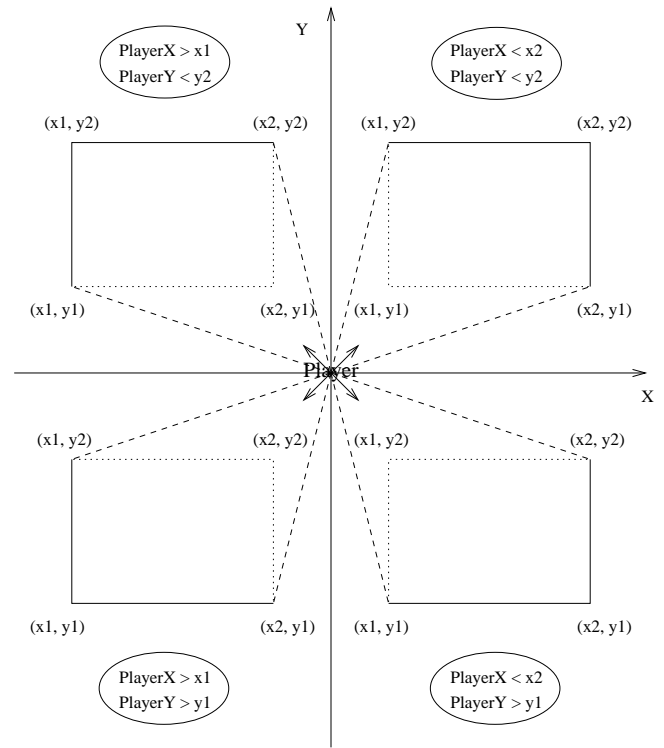 Y
PlayerX > x1
PlayerY < y2
PlayerX < x2
PlayerY < y2
(x1, y2)
(x2, y2)
(x1, y2)
(x2, y2)
(x1, y1)
(x2, y1)
(x1, y1)
(x2, y1)
Player
X
(x1, y2)
(x2, y2)
(x1, y2)
(x2, y2)
(x1, y1)
(x2, y1)
(x1, y1)
(x2, y1)
PlayerX > x1
PlayerY > y1
PlayerX < x2
PlayerY > y1